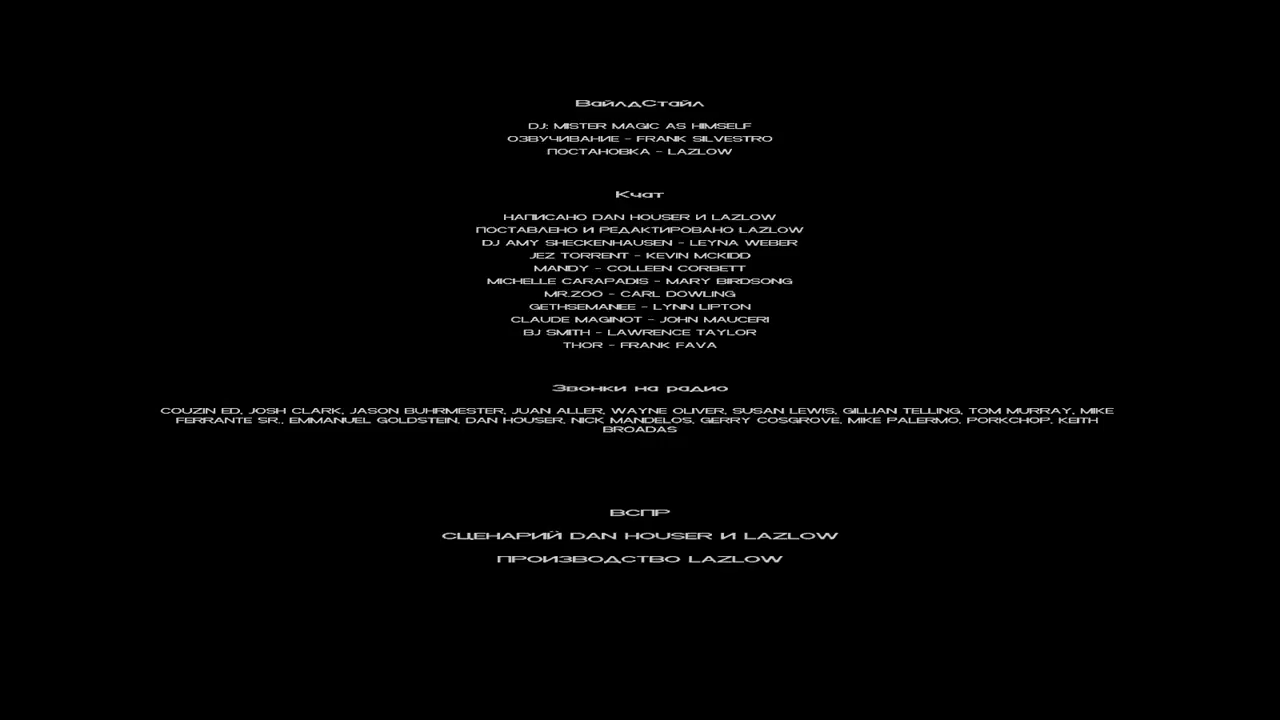 ВайлдСтайл
DJ: MISTER MAGIC AS HIMSELF
ОЗВУЧИВАНИЕ - FRANK SILVESTRO
ПОСТАНОВКА - LAZLOW
Кчат
НАПИСАНО DAN HOUSER И LAZLOW
ПОСТАВЛЕНО И РЕДАКТИРОВАНО LAZLOW
DJ AMY SHECKENHAUSEN - LEYNA WEBER
JEZ TORRENT - KEVIN MCKIDD
MANDY - COLLEEN CORBETT
MICHELLE CARAPADIS - MARY BIRDSONG
MR.ZOO - CARL DOWLING
GETHSEMANEE - LYNN LIPTON
CLAUDE MAGINOT - JOHN MAUCERI
BJ SMITH - LAWRENCE TAYLOR
THOR - FRANK FAVA
Звонки на радио
COUZIN ED, JOSH CLARK, JASON BUHRMESTER, JUAN ALLER, WAYNE OLIVER, SUSAN LEWIS, GILLIAN TELLING, TOM MURRAY, MIKE
FERRANTE SR., EMMANUEL GOLDSTEIN, DAN HOUSER, NICK MANDELOS, GERRY COSGROVE, MIKE PALERMO, PORKCHOP, KEITH
BROADAS
ВСПР
СЦЕНАРИЙ DAN HOUSER И LAZLOW
ПРОИЗВОДСТВО LAZLOW